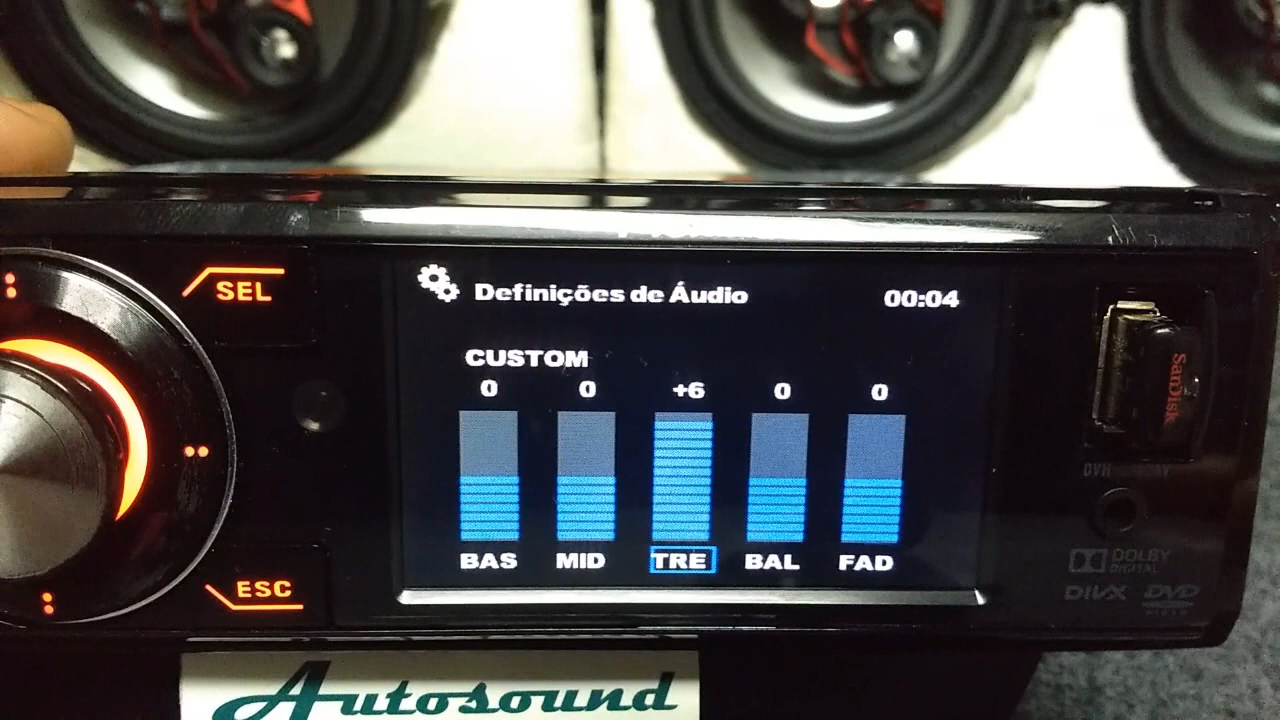 SEL
Definições de Áudio 00:04
CUSTOM
0 0 +6 0 0
BAS MID TRE BAL FAD
ESC
SanDisk
DOLBY
DIGITAL
DIVX DVD
VIDEO
Autosound